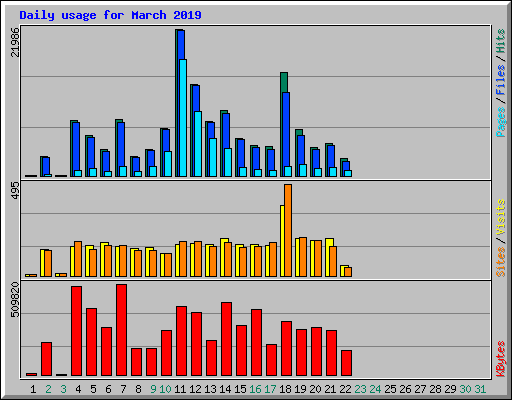 Daily usage for March 2019
21986
Pages/Files/Hits
495
Sites/Visits
509820
KBytes
1 2 3 4 5 6 7 8 9 10 11 12 13 14 15 16 17 18 19 20 21 22 23 24 25 26 27 28 29 30 31